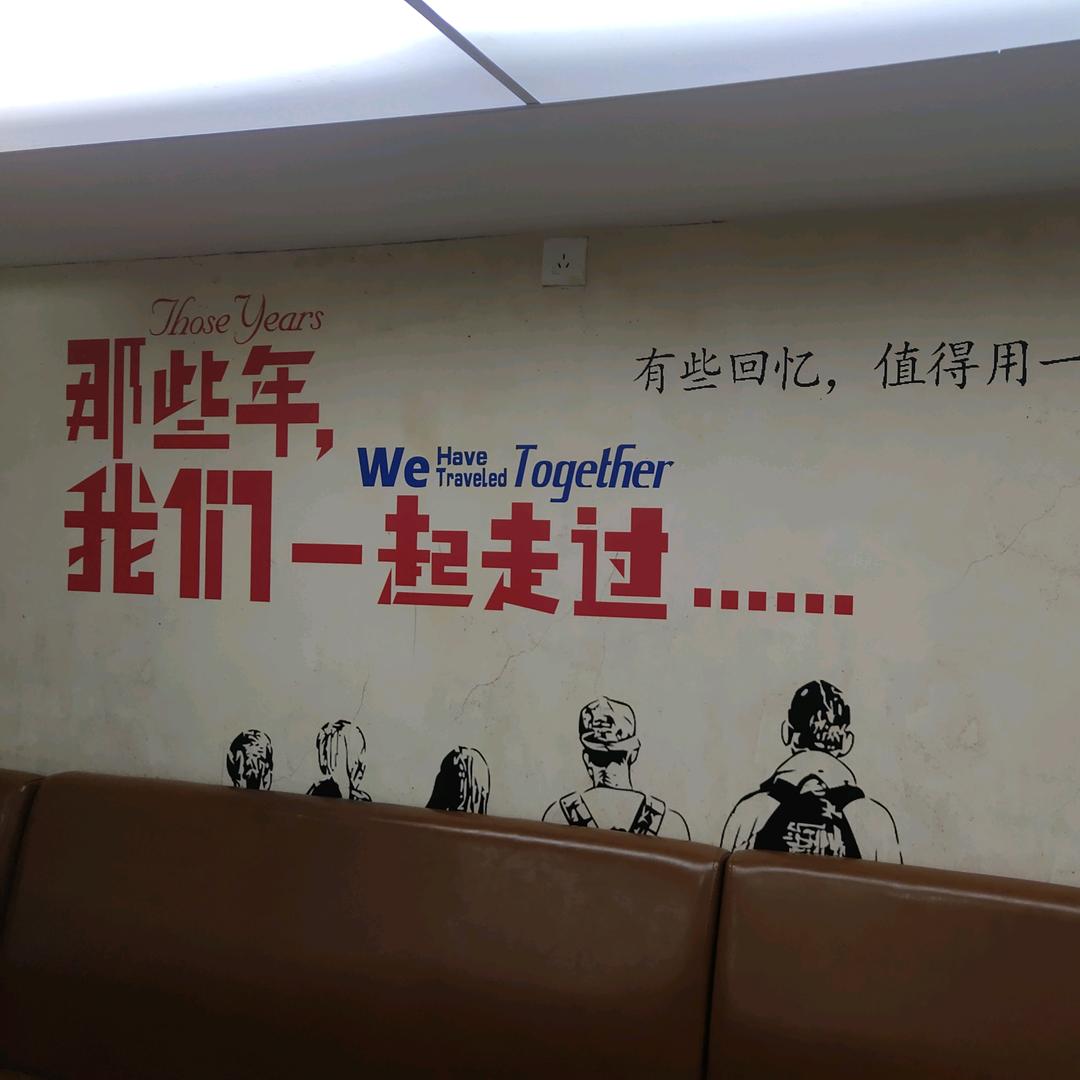 Those Years
那些年，
We Have Traveled Together
我们一起走过……
有些回忆，值得用一